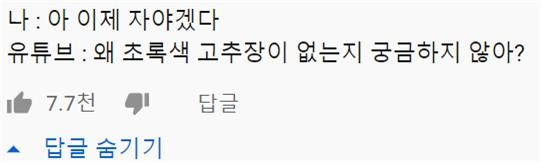 나 : 아 이제 자야겠다
유튜브 : 왜 초록색 고추장이 없는지 궁금하지 않아?
7.7천 답글
답글 숨기기